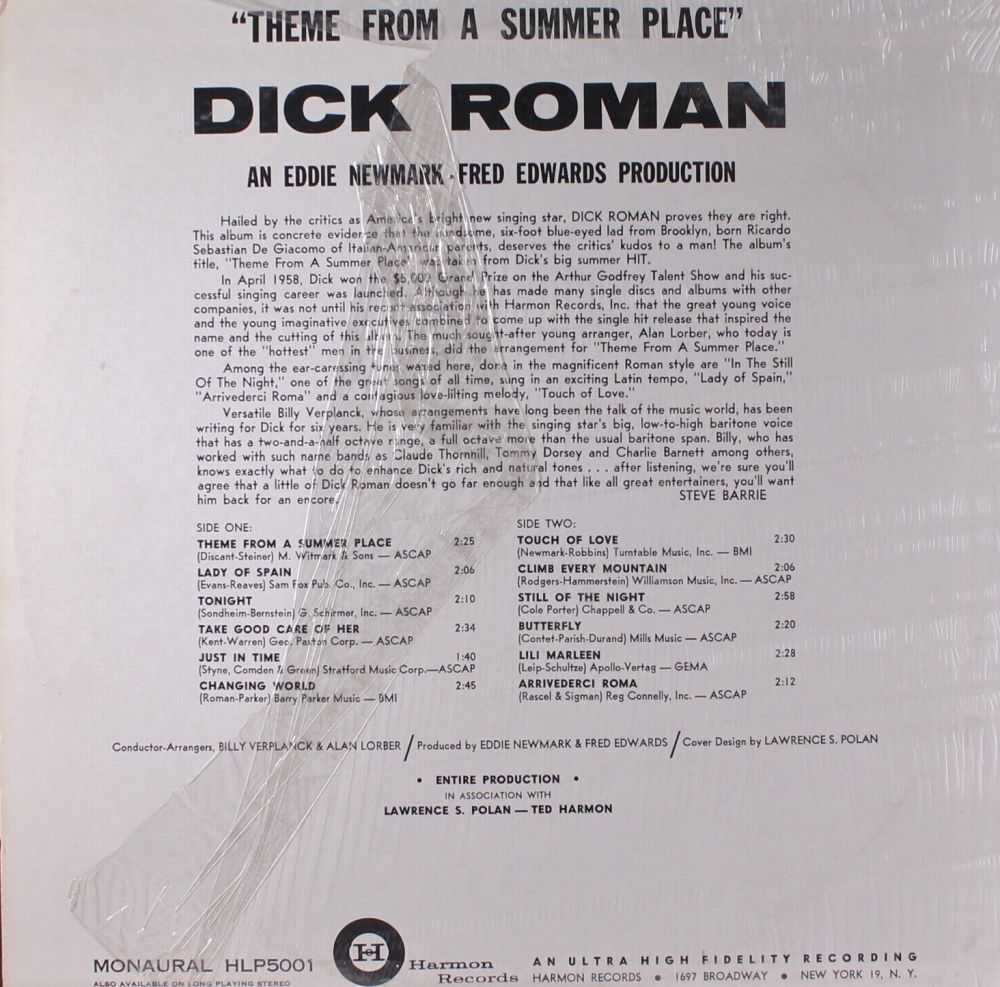 “THEME FROM A SUMMER PLACE”
DICK ROMAN
AN EDDIE NEWMARK - FRED EDWARDS PRODUCTION
Hailed by the critics as America's bright new singing star, DICK ROMAN proves they are right.
This album is concrete evidence that the handsome, six-foot blue-eyed lad from Brooklyn, born Ricardo
Sebastian De Giacomo of Italian-American parents, deserves the critics' kudos to a man! The album's
title, "Theme From A Summer Place" was taken from Dick's big summer HIT.
In April 1958, Dick won the $5,000 Grand Prize on the Arthur Godfrey Talent Show and his suc-
cessful singing career was launched. Although he has made many single discs and albums with other
companies, it was not until his recent association with Harmon Records, Inc. that the great young voice
and the young imaginative executives combined to come up with the single hit release that inspired the
name and the cutting of this album. The much sought-after young arranger, Alan Lorber, who today is
one of the "hottest" men in the business, did the arrangement for "Theme From A Summer Place."
Among the ear-caressing tunes waxed here, done in the magnificent Roman style are "In The Still
Of The Night," one of the great songs of all time, sung in an exciting Latin tempo, "Lady of Spain,"
"Arrivederci Roma" and a contagious love-lilting melody, "Touch of Love."
Versatile Billy Verplanck, whose arrangements have long been the talk of the music world, has been
writing for Dick for six years. He is very familiar with the singing star's big, low-to-high baritone voice
that has a two-and-a-half octave range, a full octave more than the usual baritone span. Billy, who has
worked with such name bands as Claude Thornhill, Tommy Dorsey and Charlie Barnett among others,
knows exactly what to do to enhance Dick's rich and natural tones . . . after listening, we're sure you'll
agree that a little of Dick Roman doesn't go far enough and that like all great entertainers, you'll want
him back for an encore. STEVE BARRIE
SIDE ONE:
THEME FROM A SUMMER PLACE 2:25
(Discant-Steiner) M. Witmark & Sons — ASCAP
LADY OF SPAIN 2:06
(Evans-Reaves) Sam Fox Pub. Co., Inc. — ASCAP
TONIGHT 2:10
(Sondheim-Bernstein) G. Schirmer, Inc. — ASCAP
TAKE GOOD CARE OF HER 2:34
(Kent-Warren) Geo. Paxton Corp. — ASCAP
JUST IN TIME 1:40
(Styne, Comden & Green) Stratford Music Corp.—ASCAP
CHANGING WORLD 2:45
(Roman-Parker) Barry Parker Music — BMI
SIDE TWO:
TOUCH OF LOVE 2:30
(Newmark-Robbins) Turntable Music, Inc. — BMI
CLIMB EVERY MOUNTAIN 2:06
(Rodgers-Hammerstein) Williamson Music, Inc. — ASCAP
STILL OF THE NIGHT 2:58
(Cole Porter) Chappell & Co. — ASCAP
BUTTERFLY 2:20
(Contet-Parish-Durand) Mills Music — ASCAP
LILI MARLEEN 2:28
(Leip-Schultze) Apollo-Vertag — GEMA
ARRIVEDERCI ROMA 2:12
(Rascel & Sigman) Reg Connelly, Inc. — ASCAP
Conductor-Arrangers, BILLY VERPLANCK & ALAN LORBER / Produced by EDDIE NEWMARK & FRED EDWARDS / Cover Design by LAWRENCE S. POLAN
• ENTIRE PRODUCTION •
IN ASSOCIATION WITH
LAWRENCE S. POLAN — TED HARMON
MONAURAL HLP5001
ALSO AVAILABLE ON LONG PLAYING STEREO
H
Harmon
Records
AN ULTRA HIGH FIDELITY RECORDING
HARMON RECORDS • 1697 BROADWAY • NEW YORK 19, N. Y.